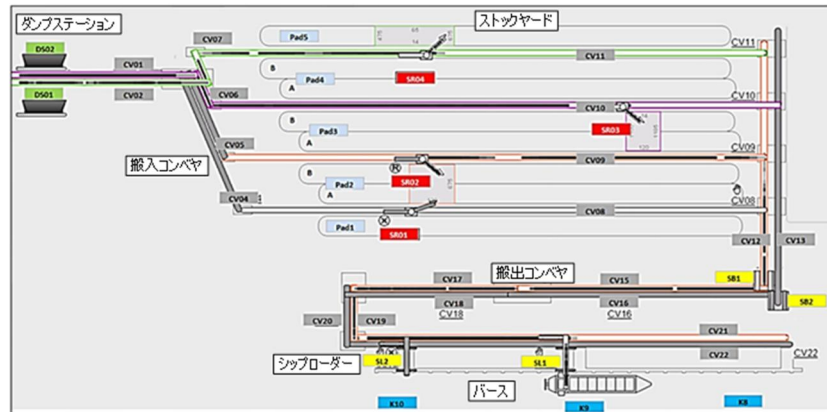 ダンプステーション
ストックヤード
DS02
CV07
Pad5
CV11
CV01
CV11
B
DS01
CV02
Pad4
SR04
A
CV06
CV10
CV10
B
Pad3
SR03
CV05
A
搬入コンベヤ
CV09
CV09
B
Pad2
SR02
A
CV04
CV08
CV08
Pad1
SR01
CV12
CV13
搬出コンベヤ
SB1
CV17
CV15
SB2
CV18
CV16
CV18
CV16
CV20
CV19
CV21
シップローダー
SL2
SL1
CV22
CV22
バース
K10
K9
K8